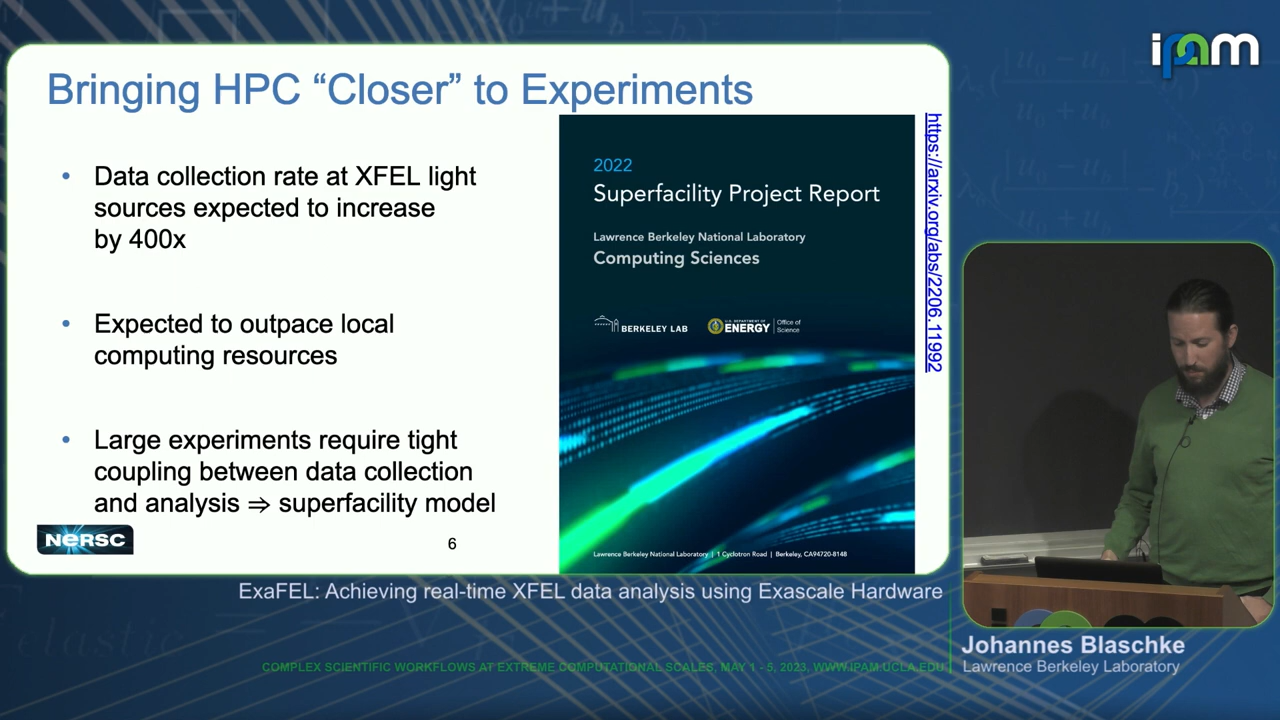 ipam
Bringing HPC “Closer” to Experiments
• Data collection rate at XFEL light
sources expected to increase
by 400x
• Expected to outpace local
computing resources
• Large experiments require tight
coupling between data collection
and analysis ⇒ superfacility model
NERSC
6
2022
Superfacility Project Report
Lawrence Berkeley National Laboratory
Computing Sciences
BERKELEY LAB
U.S. DEPARTMENT OF
ENERGY
Office of
Science
Lawrence Berkeley National Laboratory | 1 Cyclotron Road | Berkeley, CA94720-8148
https://arxiv.org/abs/2206.11992
ExaFEL: Achieving real-time XFEL data analysis using Exascale Hardware
Johannes Blaschke
Lawrence Berkeley Laboratory
COMPLEX SCIENTIFIC WORKFLOWS AT EXTREME COMPUTATIONAL SCALES, MAY 1 - 5, 2023, WWW.IPAM.UCLA.EDU
elastic